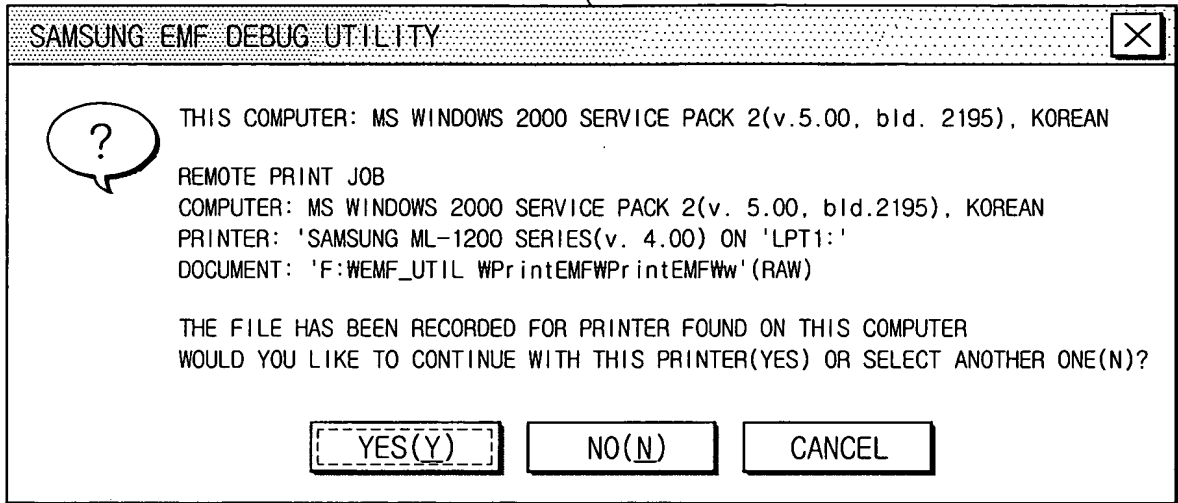 SAMSUNG EMF DEBUG UTILITY
?
THIS COMPUTER: MS WINDOWS 2000 SERVICE PACK 2(v.5.00, bld. 2195), KOREAN
REMOTE PRINT JOB
COMPUTER: MS WINDOWS 2000 SERVICE PACK 2(v. 5.00, bld.2195), KOREAN
PRINTER: 'SAMSUNG ML-1200 SERIES(v. 4.00) ON 'LPT1:'
DOCUMENT: 'F:₩EMF_UTIL ₩PrintEMF₩PrintEMF₩w'(RAW)
THE FILE HAS BEEN RECORDED FOR PRINTER FOUND ON THIS COMPUTER
WOULD YOU LIKE TO CONTINUE WITH THIS PRINTER(YES) OR SELECT ANOTHER ONE(N)?
YES(Y) NO(N) CANCEL